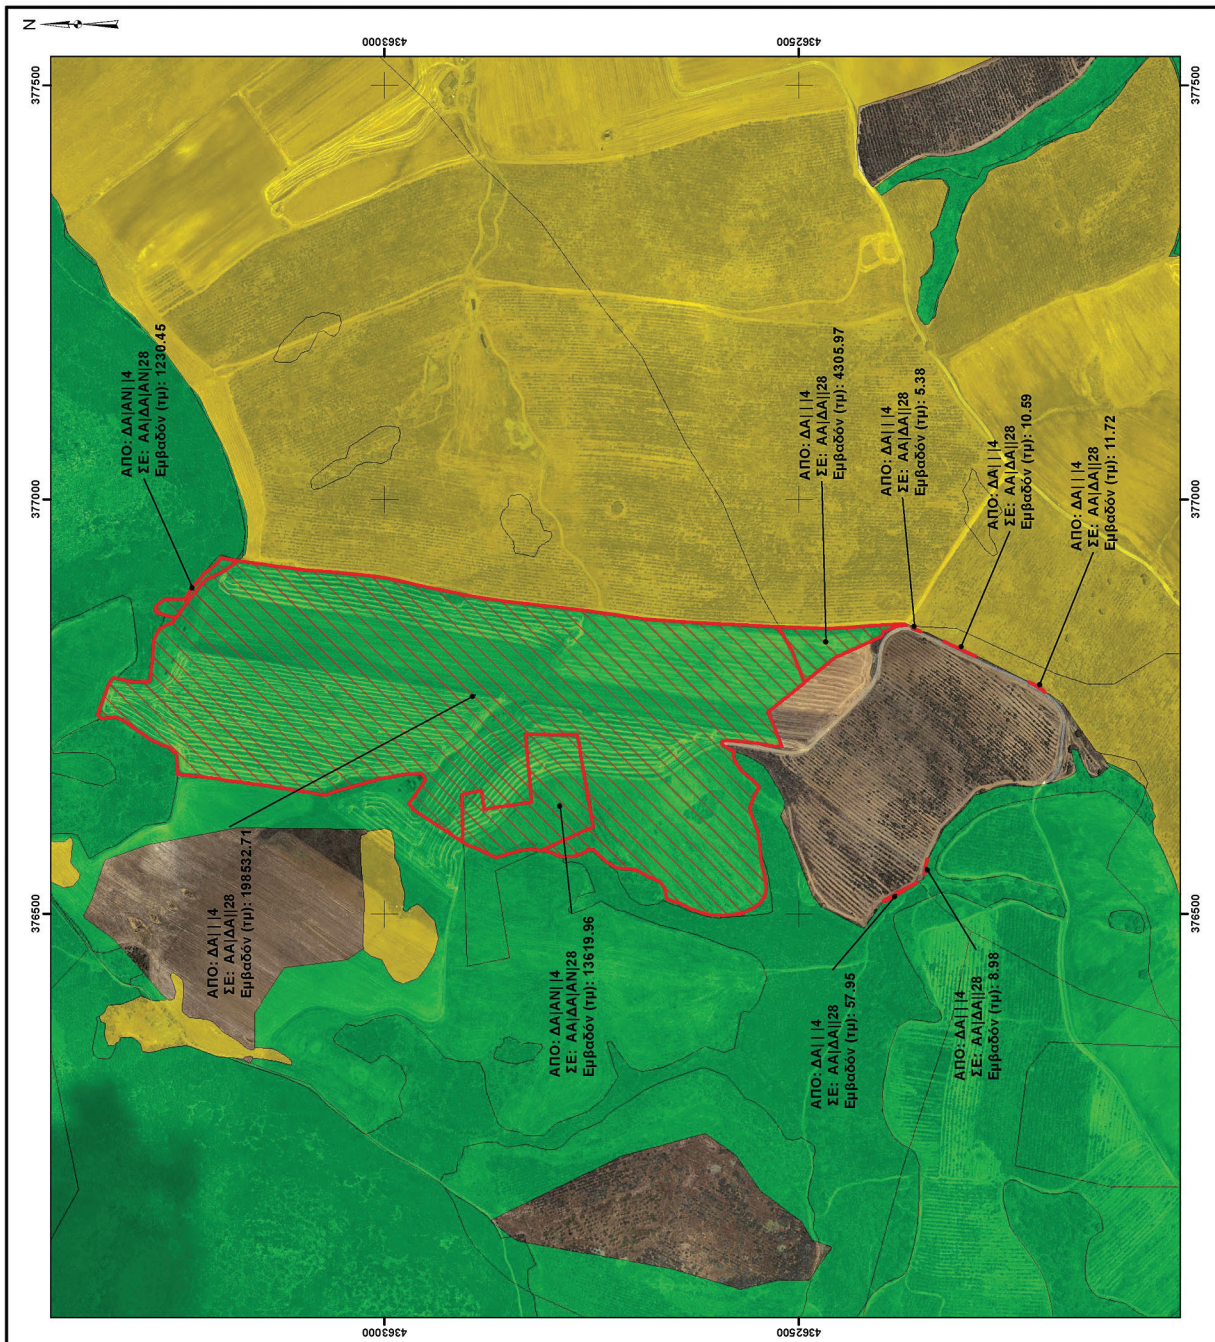 N
4363000
4362500
377500
377500
ΑΠΟ: ΔΑ|ΑΝ||4
ΣΕ: ΑΑ|ΔΑ|ΑΝ|28
Εμβαδόν (τμ): 1230.45
ΑΠΟ: ΔΑ|||4
ΣΕ: ΑΑ|ΔΑ||28
Εμβαδόν (τμ): 4305.97
ΑΠΟ: ΔΑ|||4
ΣΕ: ΑΑ|ΔΑ||28
Εμβαδόν (τμ): 5.38
ΑΠΟ: ΔΑ|||4
ΣΕ: ΑΑ|ΔΑ||28
Εμβαδόν (τμ): 10.59
ΑΠΟ: ΔΑ|||4
ΣΕ: ΑΑ|ΔΑ||28
Εμβαδόν (τμ): 11.72
377000
377000
376500
376500
ΑΠΟ: ΔΑ|||4
ΣΕ: ΑΑ|ΔΑ||28
Εμβαδόν (τμ): 198532.71
ΑΠΟ: ΔΑ|ΑΝ||4
ΣΕ: ΑΑ|ΔΑ|ΑΝ|28
Εμβαδόν (τμ): 13619.96
ΑΠΟ: ΔΑ|||4
ΣΕ: ΑΑ|ΔΑ||28
Εμβαδόν (τμ): 57.95
ΑΠΟ: ΔΑ|||4
ΣΕ: ΑΑ|ΔΑ||28
Εμβαδόν (τμ): 8.98
4363000
4362500